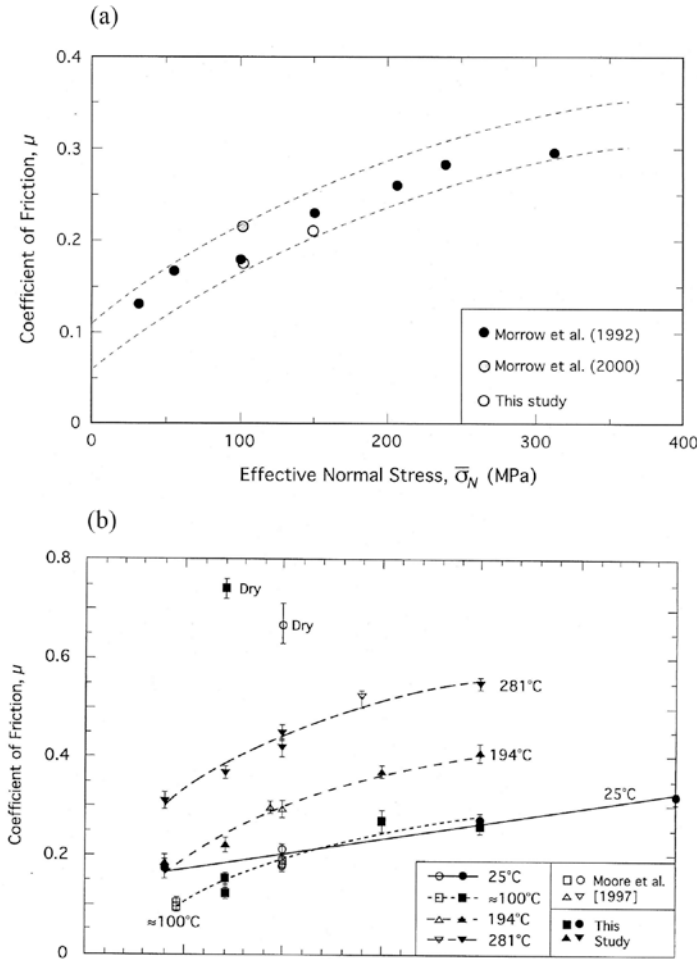 (a)
0.4
0.3
0.2
0.1
0
Coefficient of Friction, μ
Morrow et al. (1992)
Morrow et al. (2000)
This study
0 100 200 300 400
Effective Normal Stress, σ̅N (MPa)
(b)
0.8
0.6
0.4
0.2
0
Coefficient of Friction, μ
Dry
Dry
281°C
194°C
25°C
≈100°C
25°C
≈100°C
194°C
281°C
Moore et al.
[1997]
This
Study